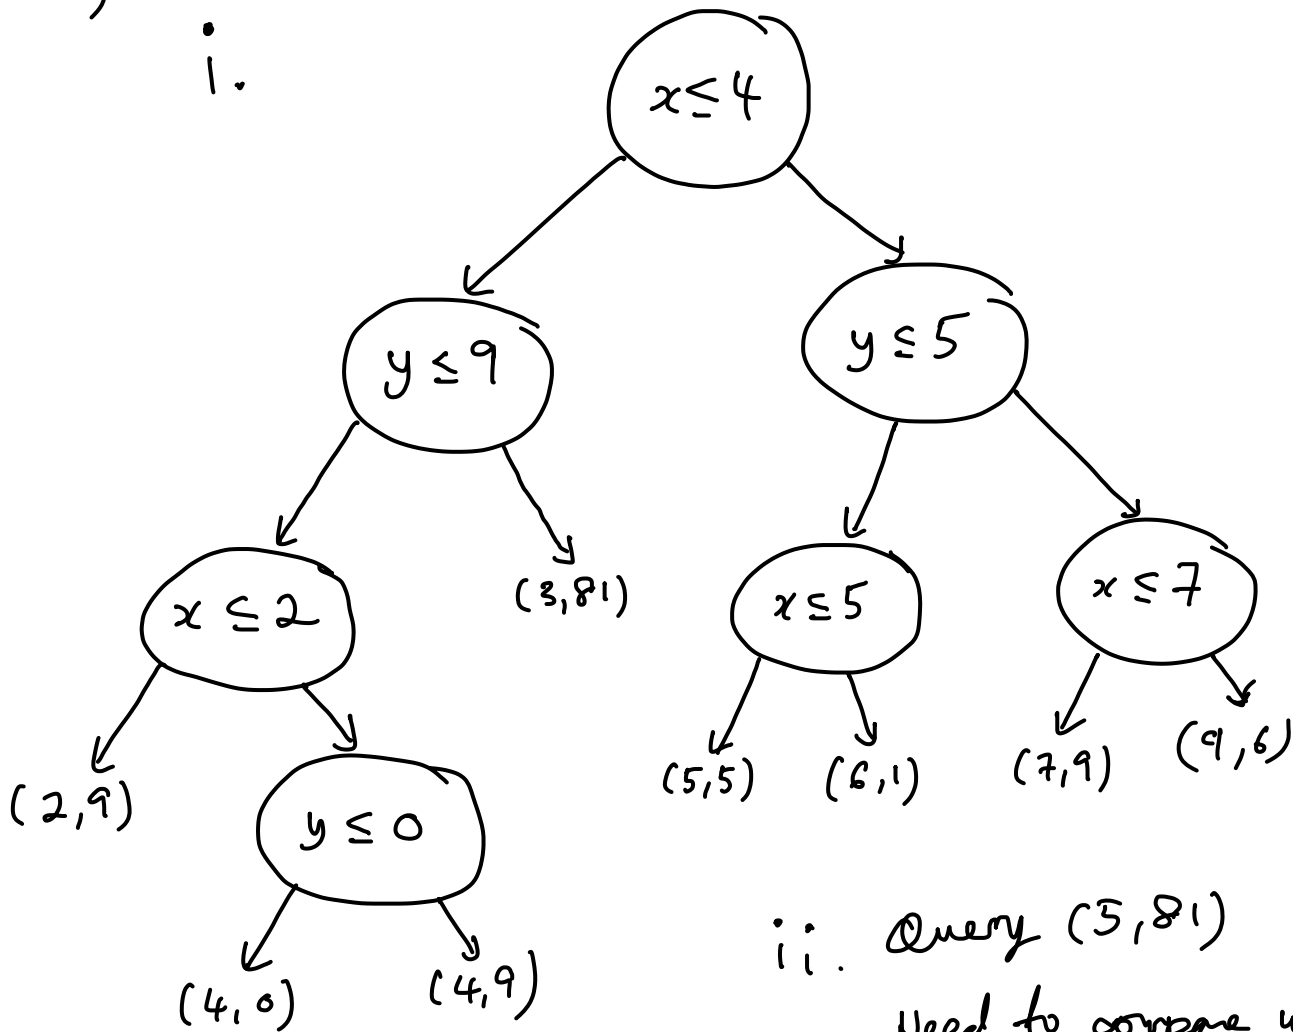 i.
x ≤ 4
y ≤ 9
y ≤ 5
x ≤ 2
(3,81)
x ≤ 5
x ≤ 7
(2,9)
y ≤ 0
(5,5)
(6,1)
(7,9)
(9,6)
(4,0)
(4,9)
ii. Query (5,81)
Need to compare